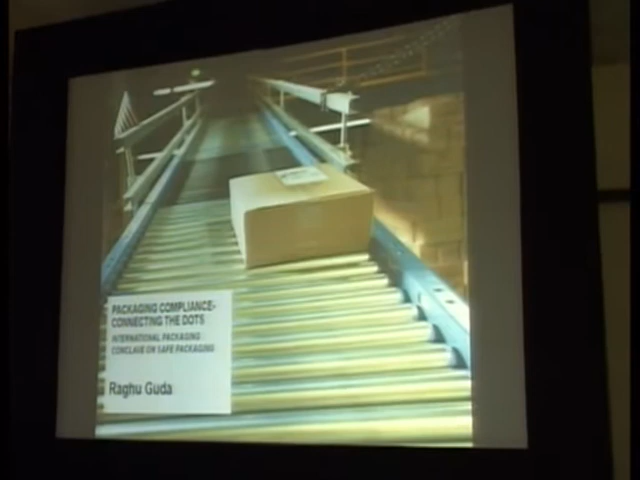 PACKAGING COMPLIANCE-
CONNECTING THE DOTS
INTERNATIONAL PACKAGING
CONCLAVE ON SAFE PACKAGING
Raghu Guda